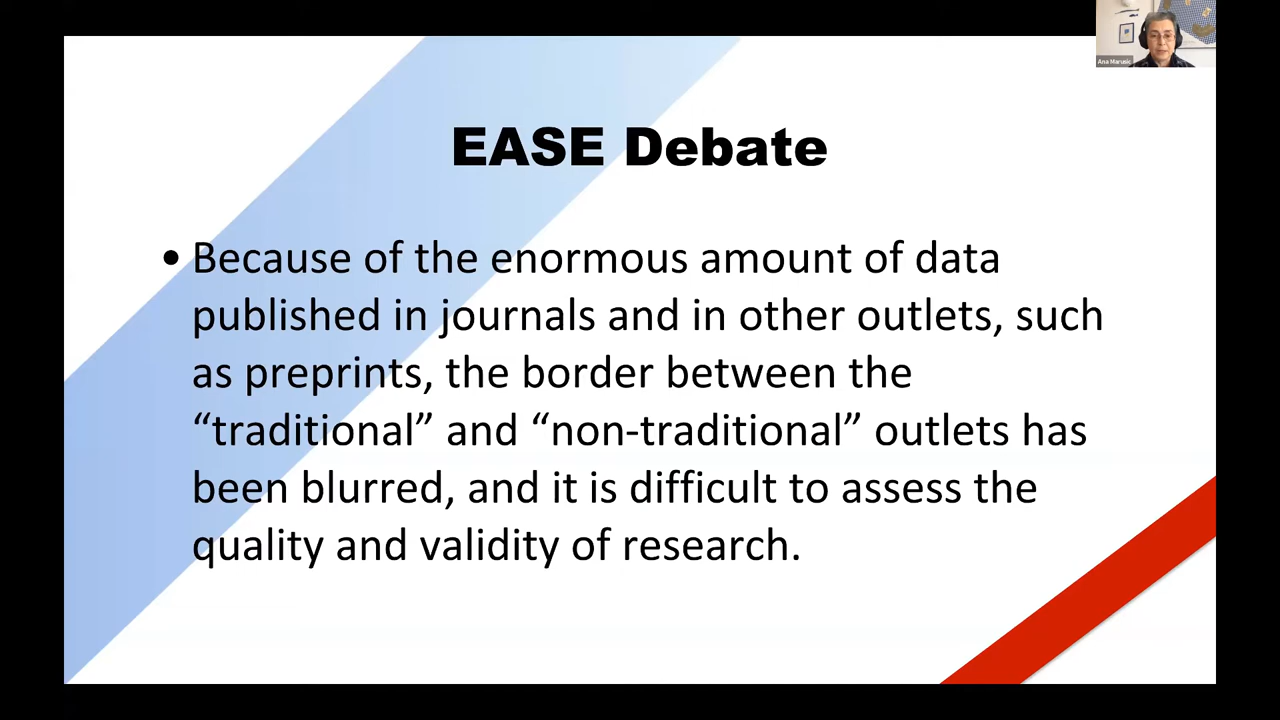 Ana Marusic
EASE Debate
• Because of the enormous amount of data
published in journals and in other outlets, such
as preprints, the border between the
“traditional” and “non-traditional” outlets has
been blurred, and it is difficult to assess the
quality and validity of research.